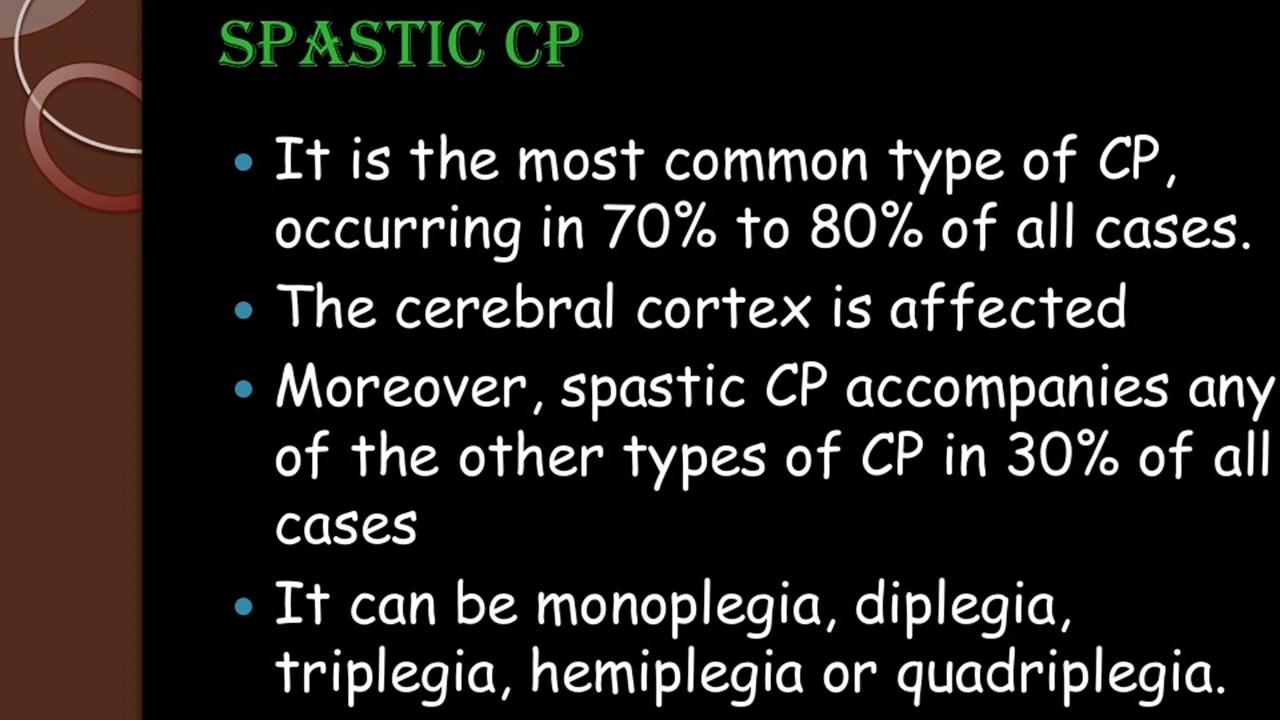 SPASTIC CP
• It is the most common type of CP,
occurring in 70% to 80% of all cases.
• The cerebral cortex is affected
• Moreover, spastic CP accompanies any
of the other types of CP in 30% of all
cases
• It can be monoplegia, diplegia,
triplegia, hemiplegia or quadriplegia.